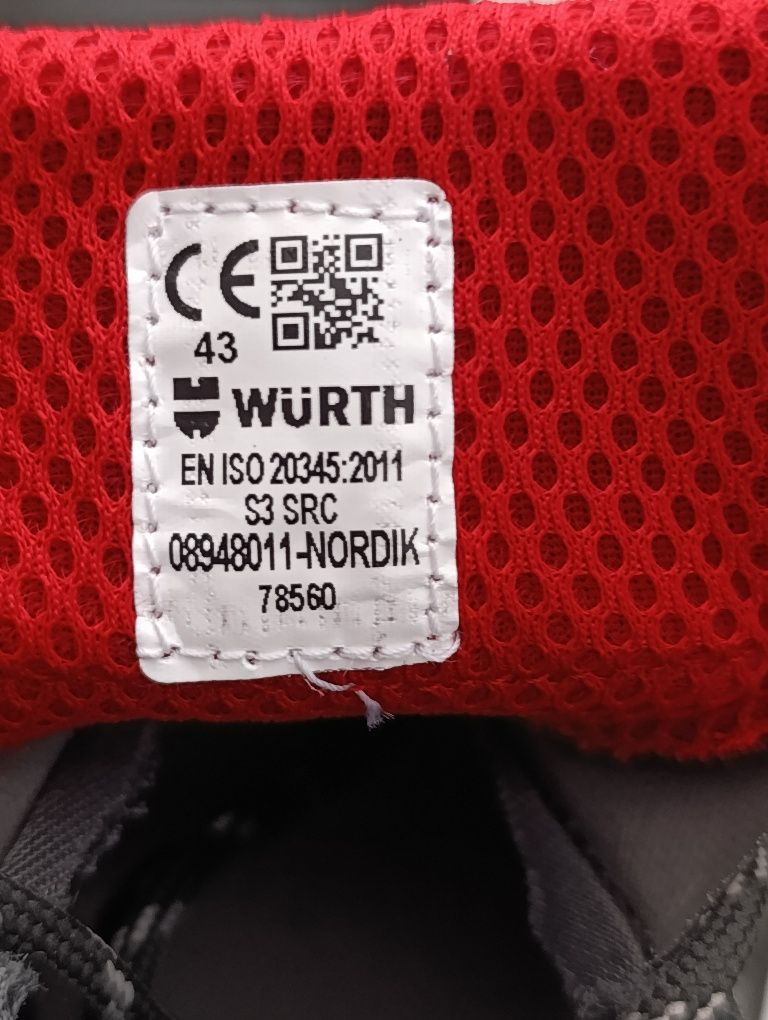 CE
43
WÜRTH
EN ISO 20345:2011
S3 SRC
08948011-NORDIK
78560